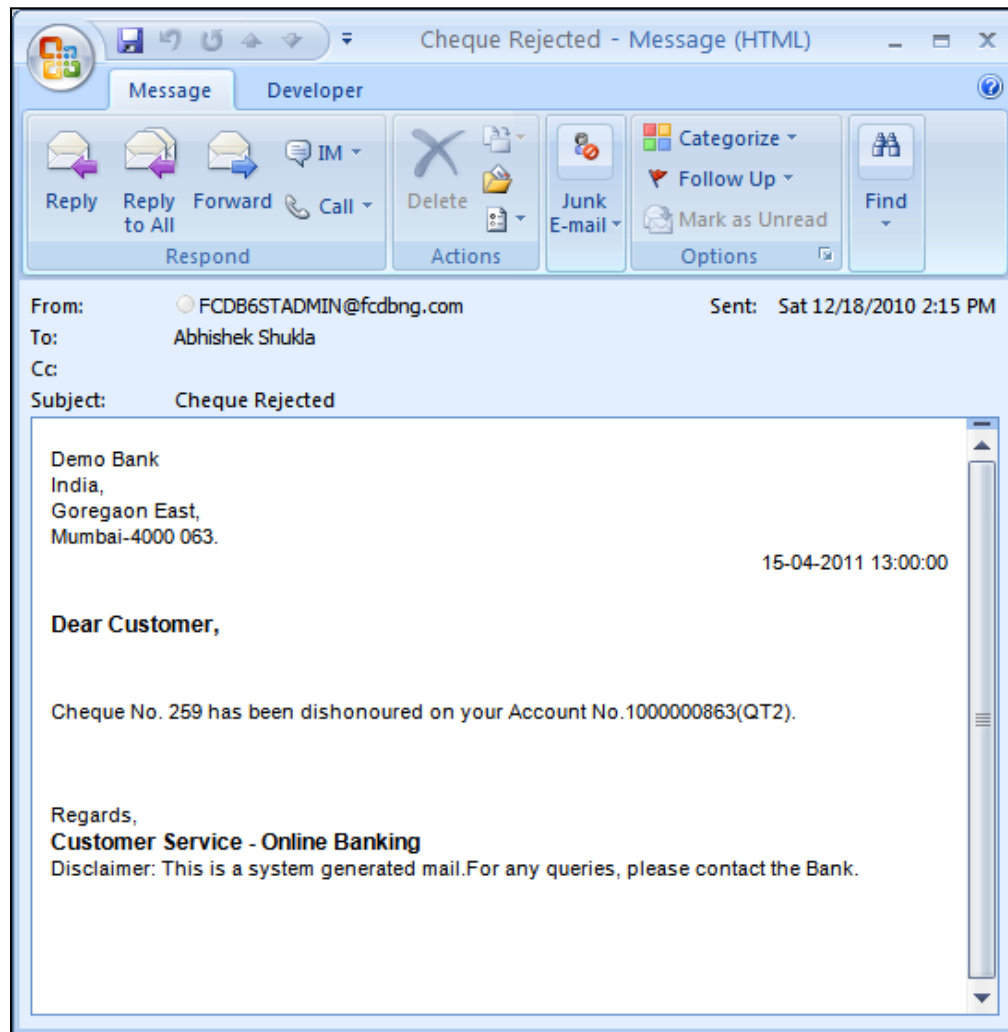 Cheque Rejected - Message (HTML)
Message Developer
Reply
Reply to All
Forward
IM
Call
Respond
Delete
Actions
Junk E-mail
Categorize
Follow Up
Mark as Unread
Options
Find
From: FCDB6STADMIN@fcdbng.com Sent: Sat 12/18/2010 2:15 PM
To: Abhishek Shukla
Cc:
Subject: Cheque Rejected
Demo Bank
India,
Goregaon East,
Mumbai-4000 063.
15-04-2011 13:00:00
Dear Customer,
Cheque No. 259 has been dishonoured on your Account No.1000000863(QT2).
Regards,
Customer Service - Online Banking
Disclaimer: This is a system generated mail.For any queries, please contact the Bank.